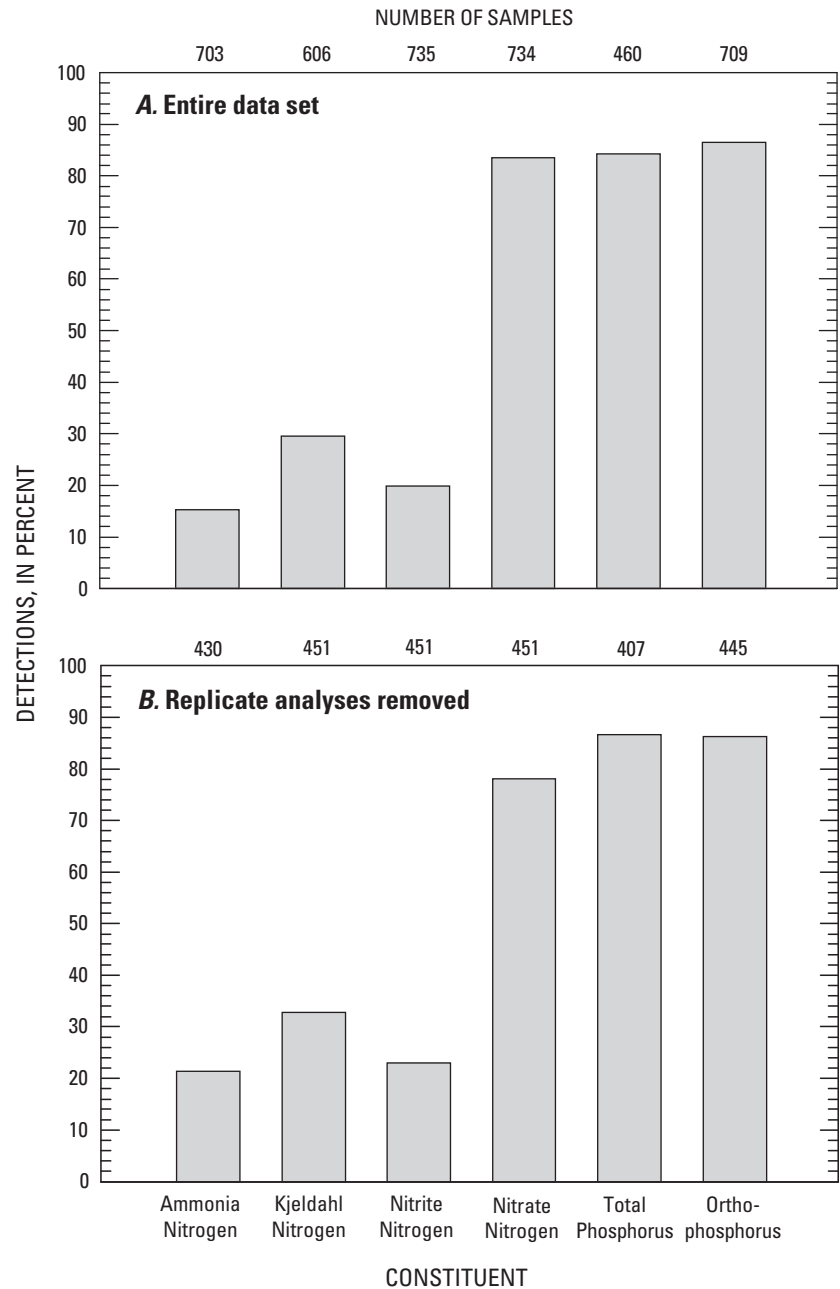 NUMBER OF SAMPLES
703 606 735 734 460 709
A. Entire data set
100
90
80
70
60
50
40
30
20
10
0
DETECTIONS, IN PERCENT
430 451 451 451 407 445
B. Replicate analyses removed
100
90
80
70
60
50
40
30
20
10
0
Ammonia Kjeldahl Nitrite Nitrate Total Ortho-
Nitrogen Nitrogen Nitrogen Nitrogen Phosphorus phosphorus
CONSTITUENT